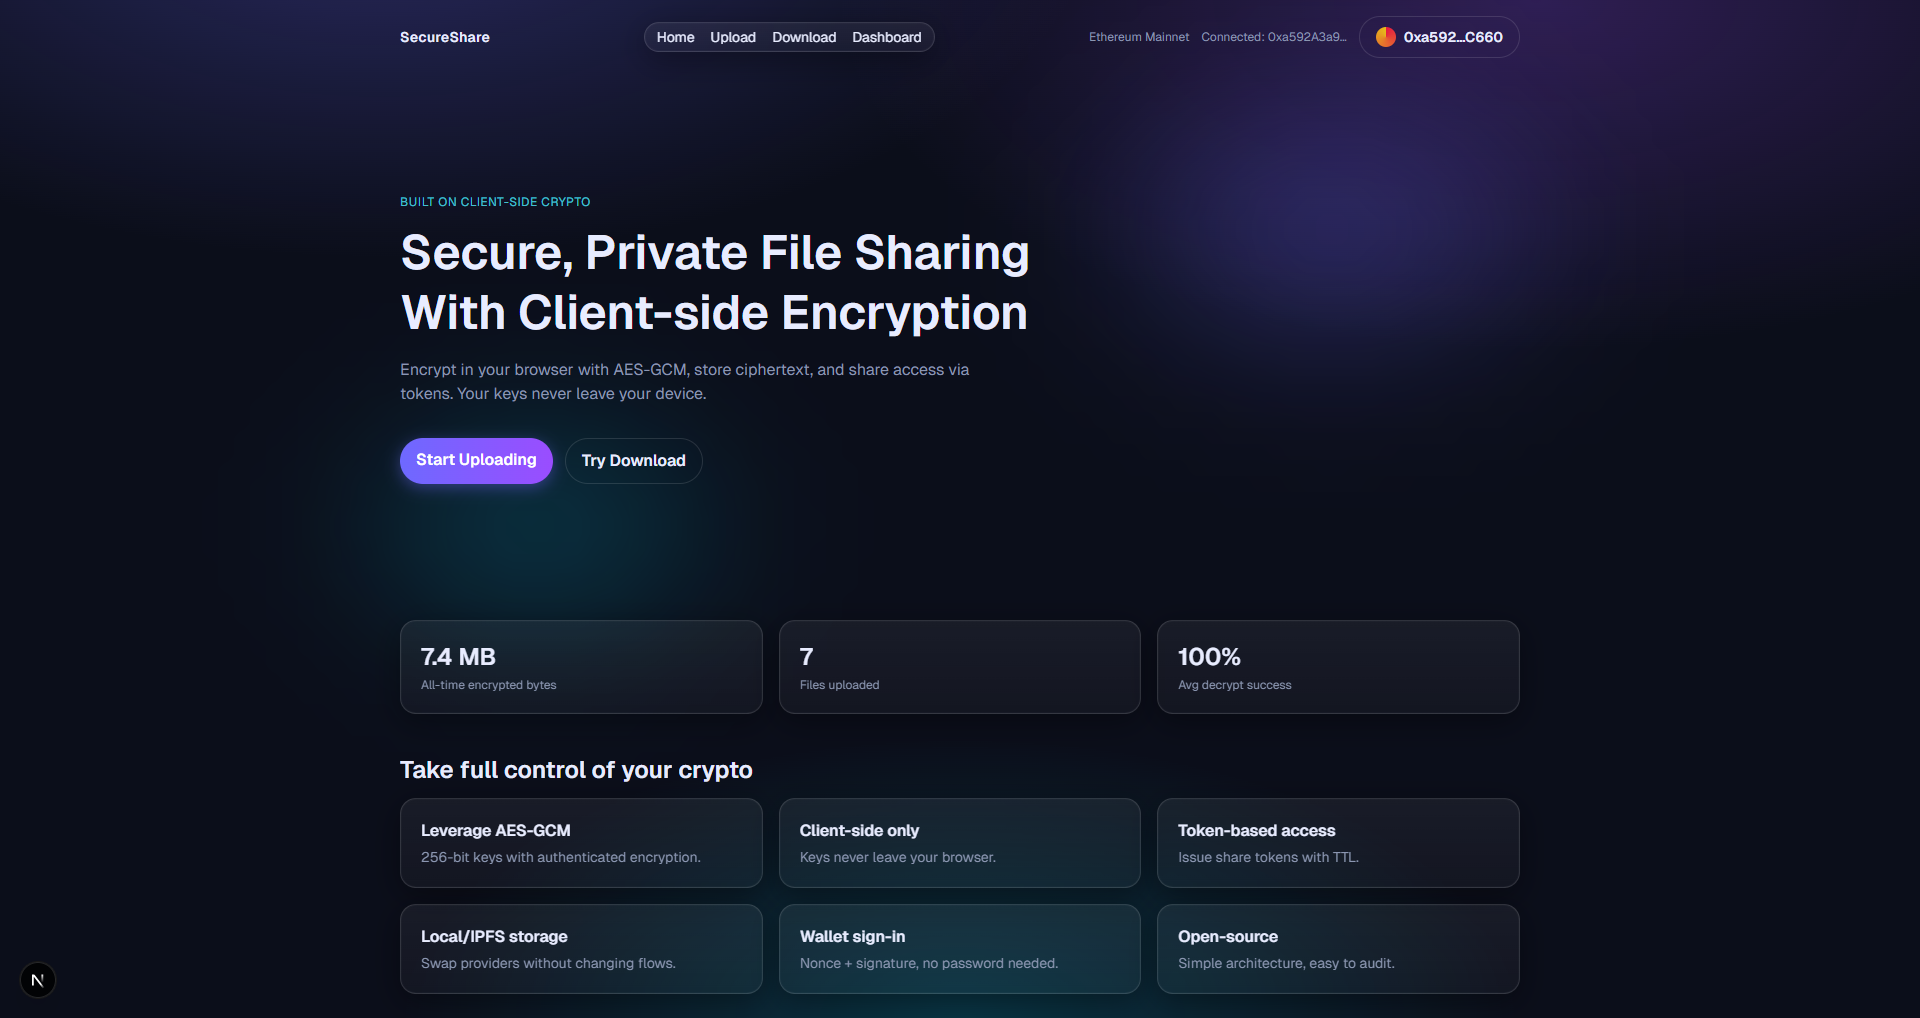 SecureShare
Home Upload Download Dashboard
Ethereum Mainnet Connected: 0xa592A3a9... 0xa592...C660
BUILT ON CLIENT-SIDE CRYPTO
Secure, Private File Sharing
With Client-side Encryption
Encrypt in your browser with AES-GCM, store ciphertext, and share access via
tokens. Your keys never leave your device.
Start Uploading Try Download
7.4 MB
All-time encrypted bytes
7
Files uploaded
100%
Avg decrypt success
Take full control of your crypto
Leverage AES-GCM
256-bit keys with authenticated encryption.
Client-side only
Keys never leave your browser.
Token-based access
Issue share tokens with TTL.
Local/IPFS storage
Swap providers without changing flows.
Wallet sign-in
Nonce + signature, no password needed.
Open-source
Simple architecture, easy to audit.
N